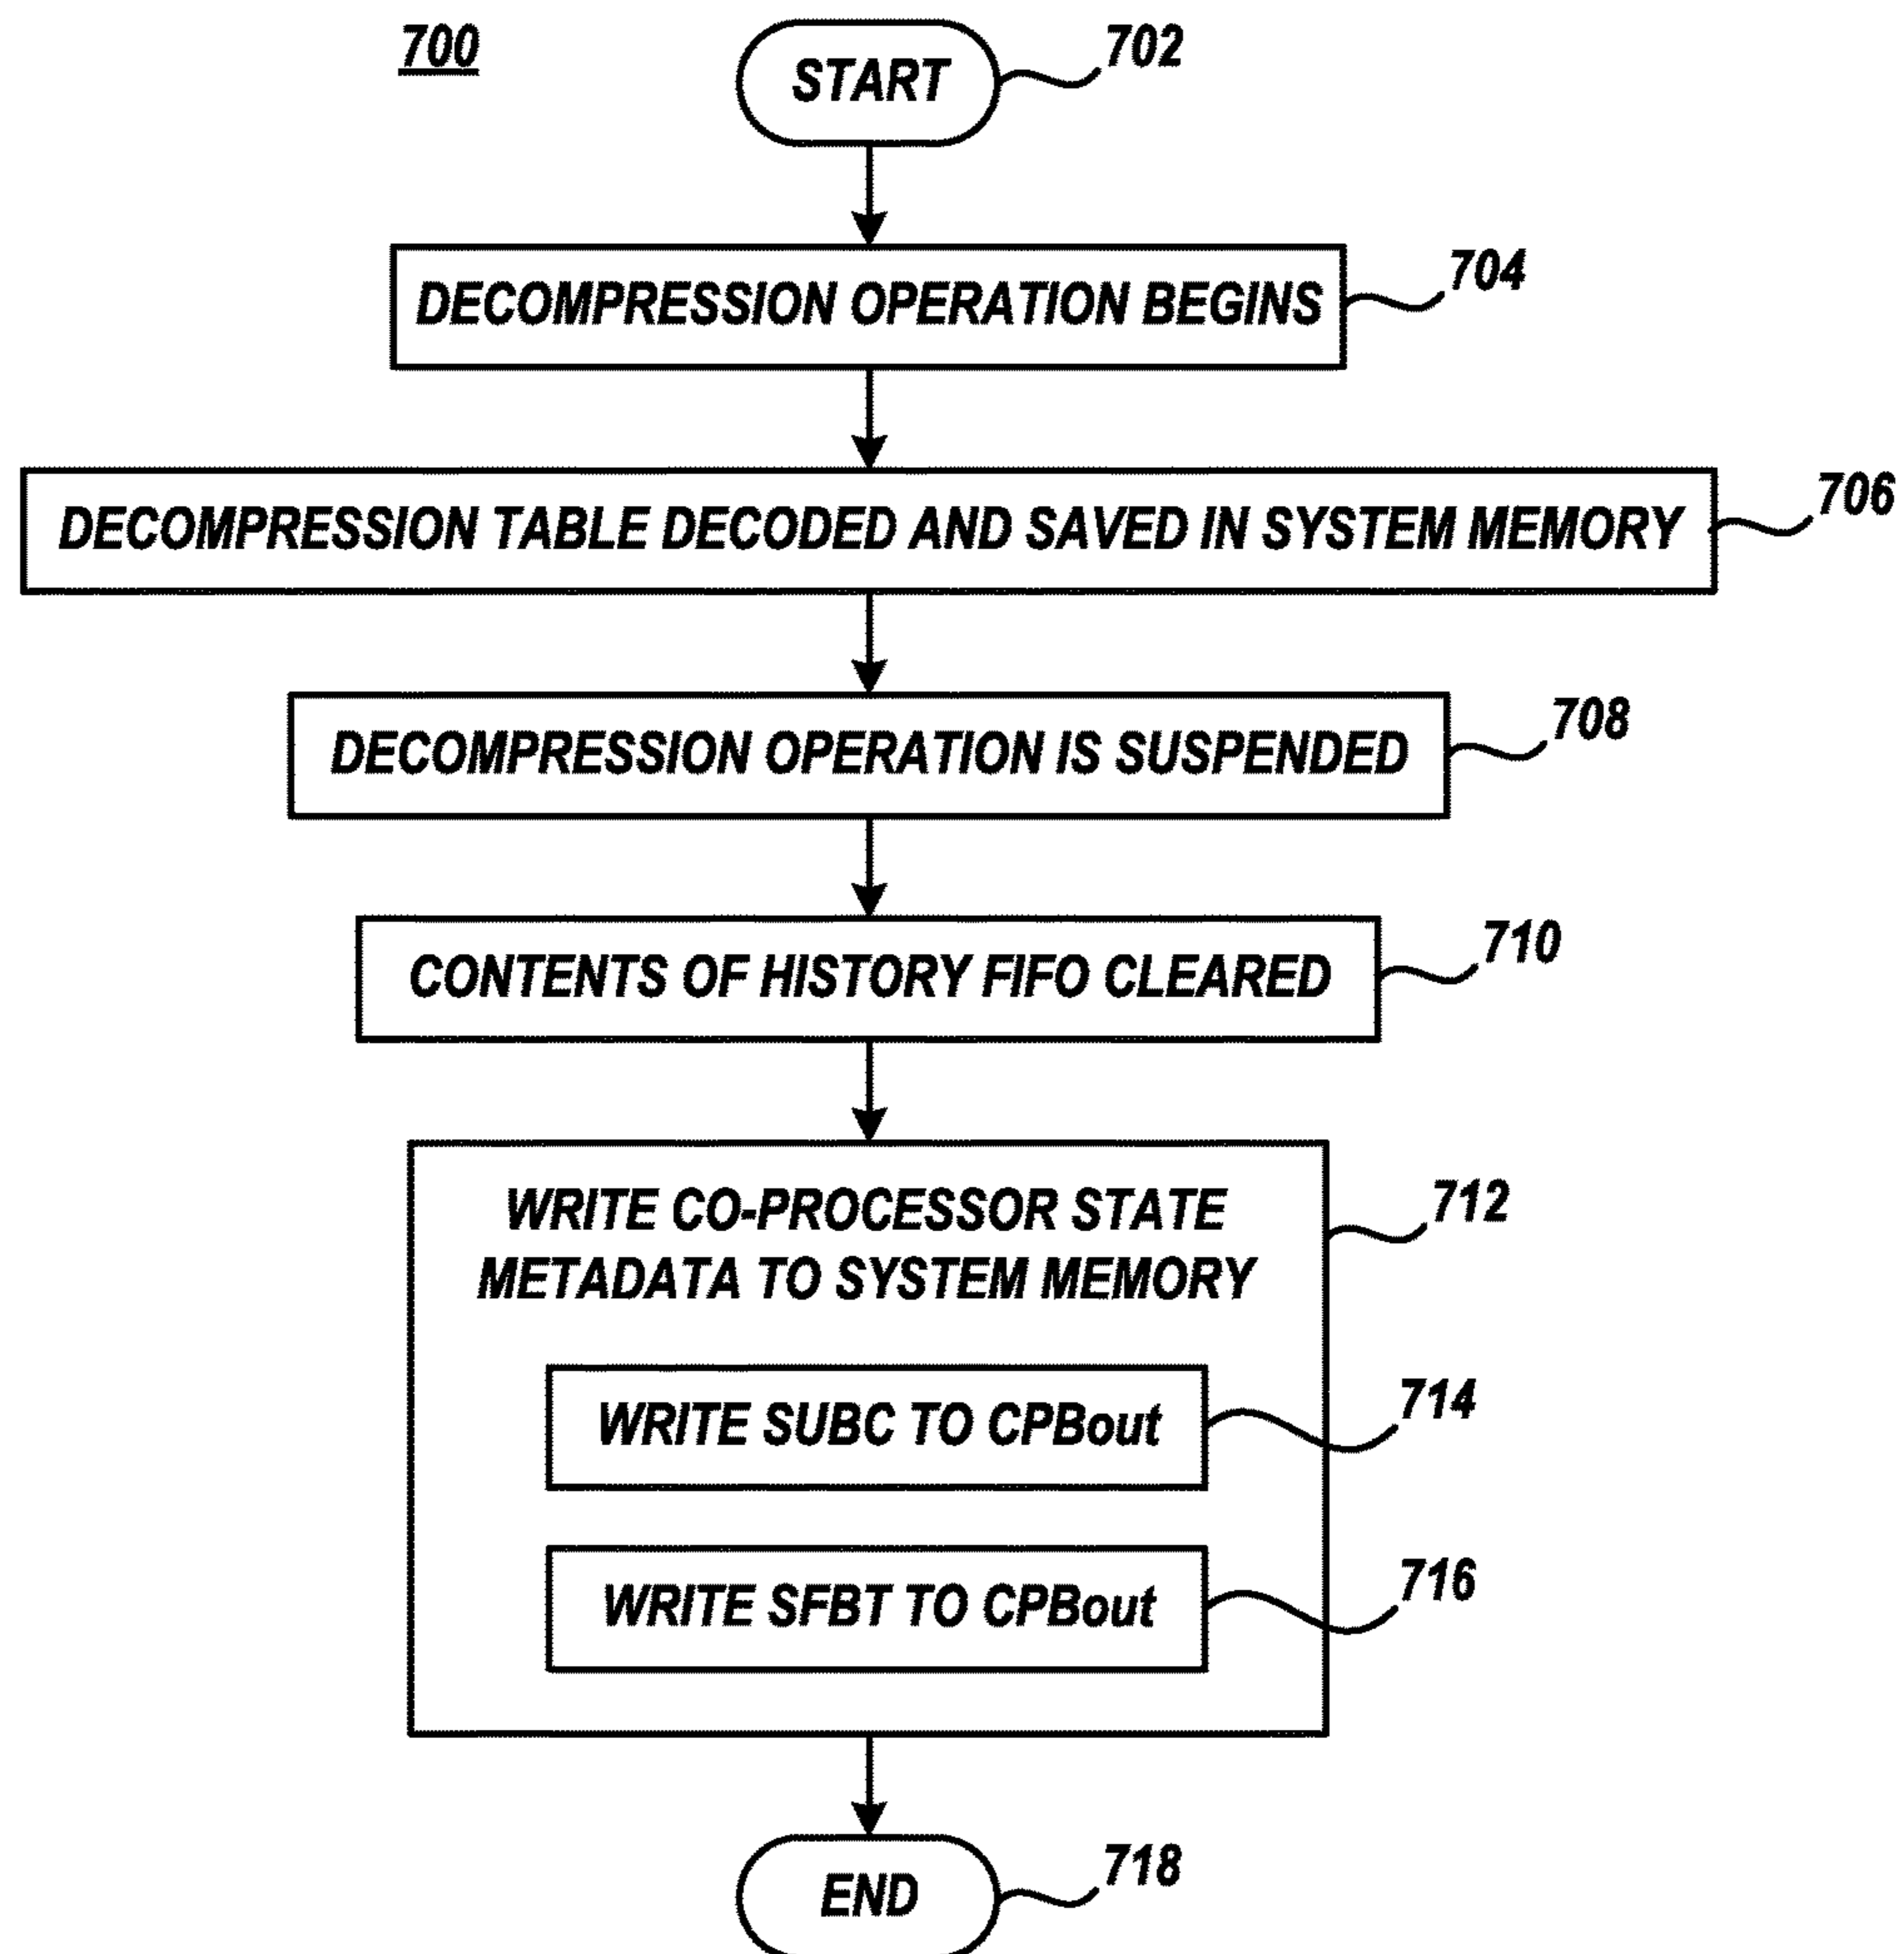 700
START
702
DECOMPRESSION OPERATION BEGINS
704
DECOMPRESSION TABLE DECODED AND SAVED IN SYSTEM MEMORY
706
DECOMPRESSION OPERATION IS SUSPENDED
708
CONTENTS OF HISTORY FIFO CLEARED
710
WRITE CO-PROCESSOR STATE
METADATA TO SYSTEM MEMORY
712
WRITE SUBC TO CPBout
714
WRITE SFBT TO CPBout
716
END
718